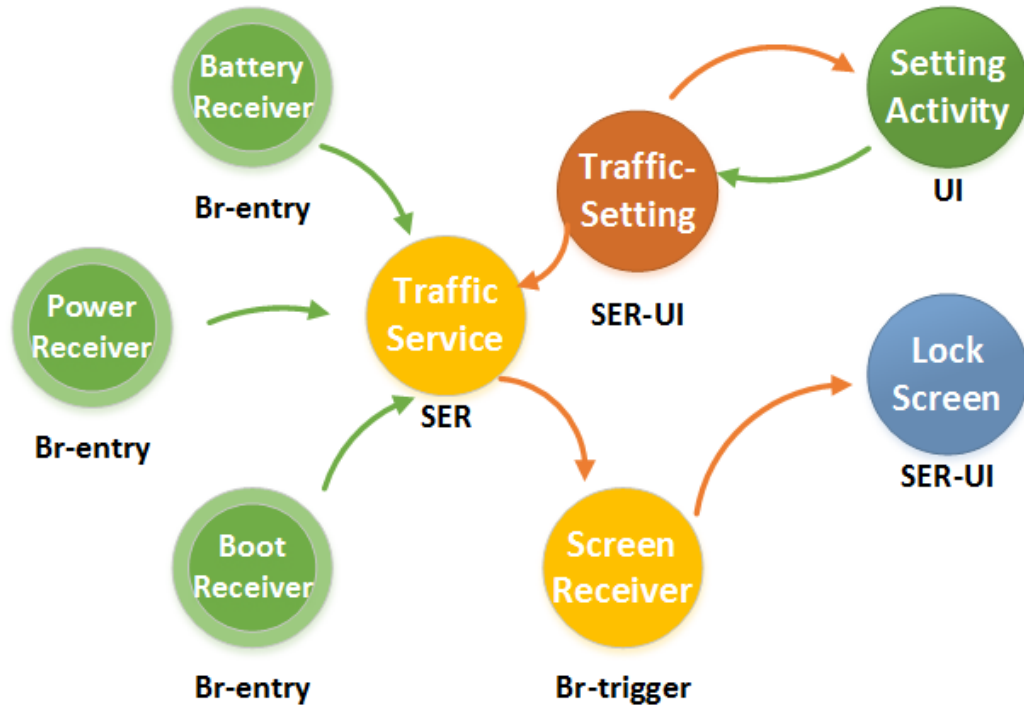 Battery
Receiver
Br-entry
Power
Receiver
Br-entry
Boot
Receiver
Br-entry
Traffic
Service
SER
Traffic-
Setting
SER-UI
Setting
Activity
UI
Screen
Receiver
Br-trigger
Lock
Screen
SER-UI